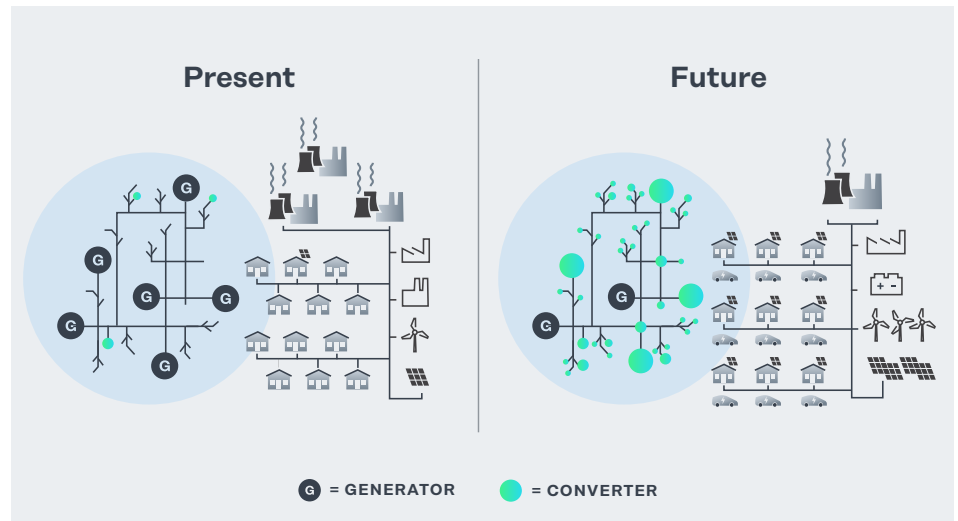 Present
Future
G
G
G
G
G
G
G
G
G = GENERATOR
= CONVERTER